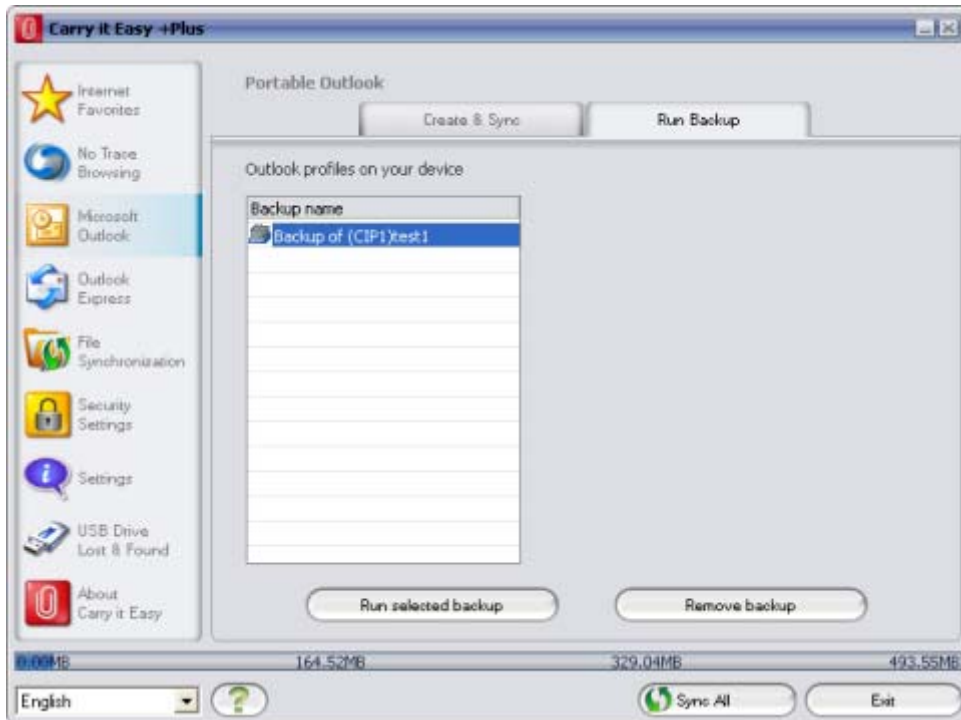 Carry it Easy +Plus
Internet
Favorites
No Trace
Browsing
Microsoft
Outlook
Outlook
Express
File
Synchronization
Security
Settings
Settings
USB Drive
Lost & Found
About
Carry it Easy
Portable Outlook
Create & Sync
Run Backup
Outlook profiles on your device
Backup name
Backup of (CIP1)test1
Run selected backup
Remove backup
0.00MB
164.52MB
329.04MB
493.55MB
English
?
Sync All
Exit